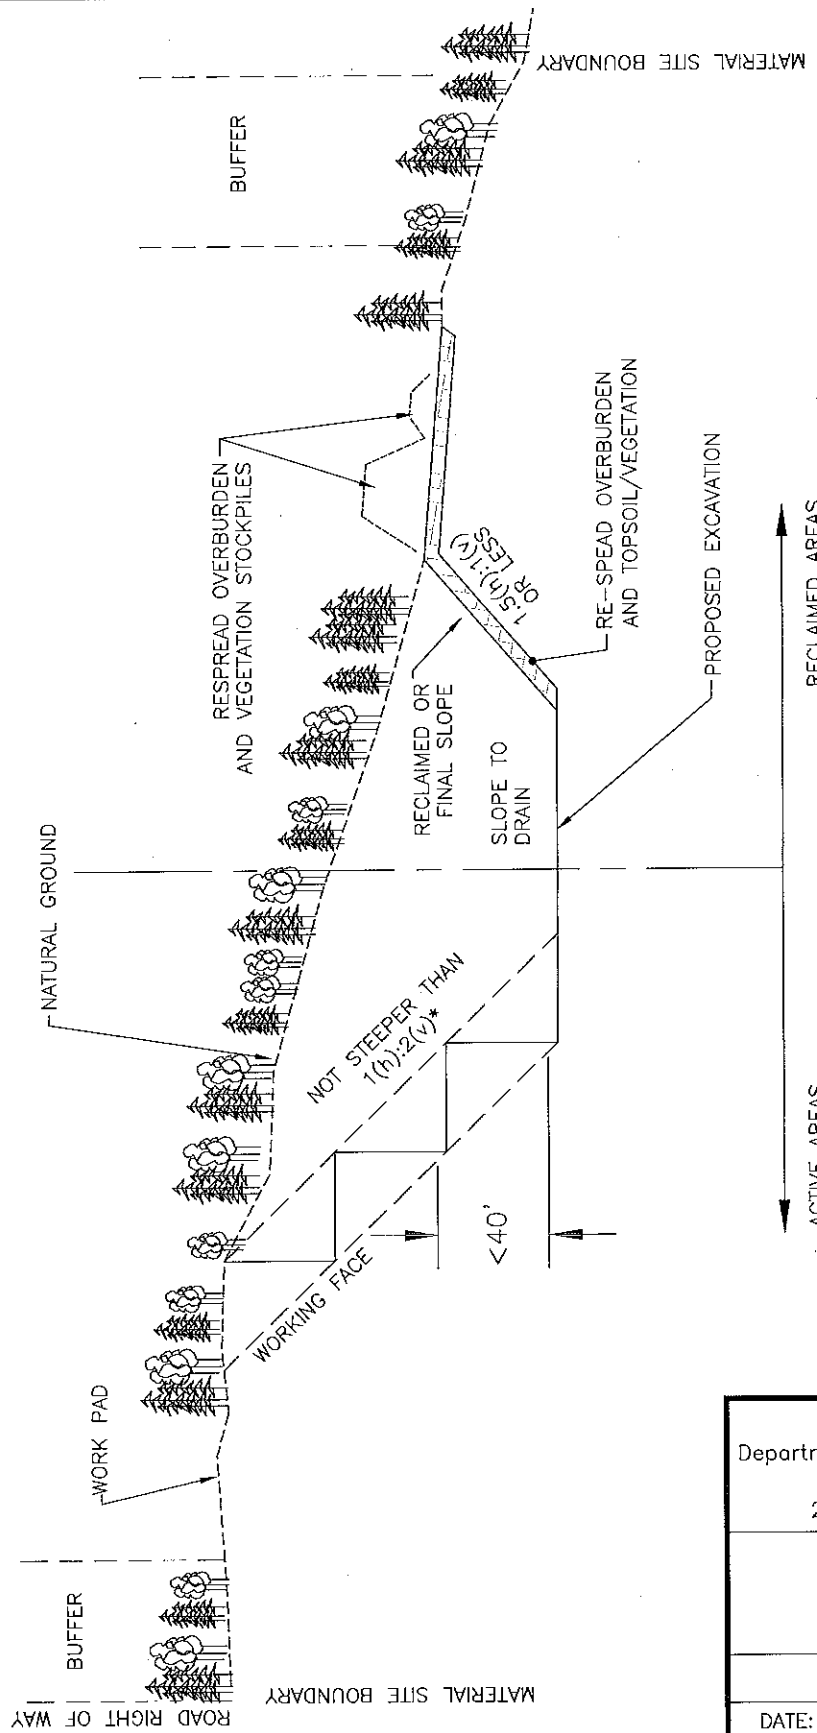 ROAD RIGHT OF WAY
MATERIAL SITE BOUNDARY
BUFFER
WORK PAD
NATURAL GROUND
RESPREAD OVERBURDEN
AND VEGETATION STOCKPILES
BUFFER
MATERIAL SITE BOUNDARY
WORKING FACE
NOT STEEPER THAN
1(h):2(v)*
<40'
RECLAIMED OR
FINAL SLOPE
SLOPE TO
DRAIN
1.5(h):1(v)
OR LESS
RE-SPEAD OVERBURDEN
AND TOPSOIL/VEGETATION
PROPOSED EXCAVATION
ACTIVE AREAS
RECLAIMED AREAS
DATE: